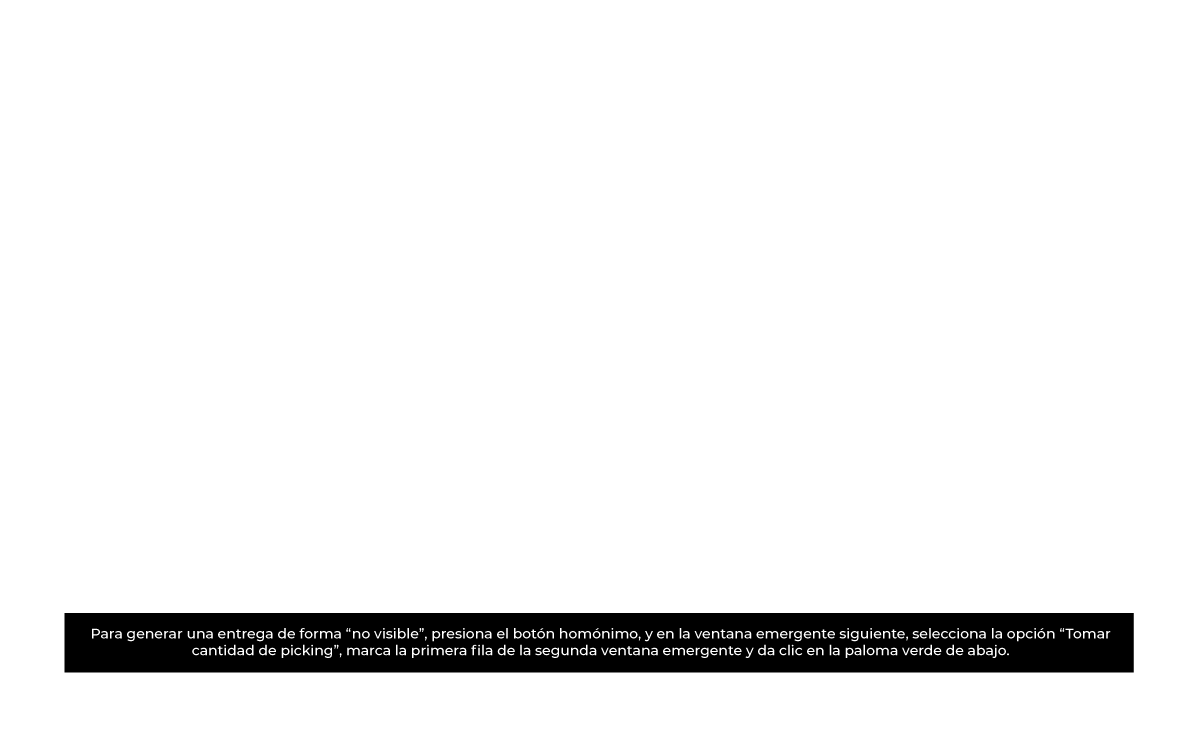 Para generar una entrega de forma “no visible”, presiona el botón homónimo, y en la ventana emergente siguiente, selecciona la opción “Tomar
cantidad de picking”, marca la primera fila de la segunda ventana emergente y da clic en la paloma verde de abajo.